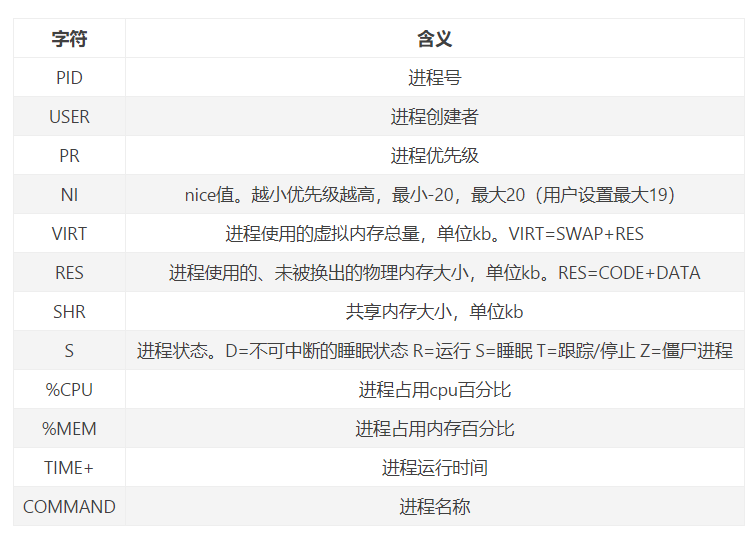 字符 含义
PID 进程号
USER 进程创建者
PR 进程优先级
NI nice值。越小优先级越高，最小-20，最大20（用户设置最大19）
VIRT 进程使用的虚拟内存总量，单位kb。VIRT=SWAP+RES
RES 进程使用的、未被换出的物理内存大小，单位kb。RES=CODE+DATA
SHR 共享内存大小，单位kb
S 进程状态。D=不可中断的睡眠状态 R=运行 S=睡眠 T=跟踪/停止 Z=僵尸进程
%CPU 进程占用cpu百分比
%MEM 进程占用内存百分比
TIME+ 进程运行时间
COMMAND 进程名称